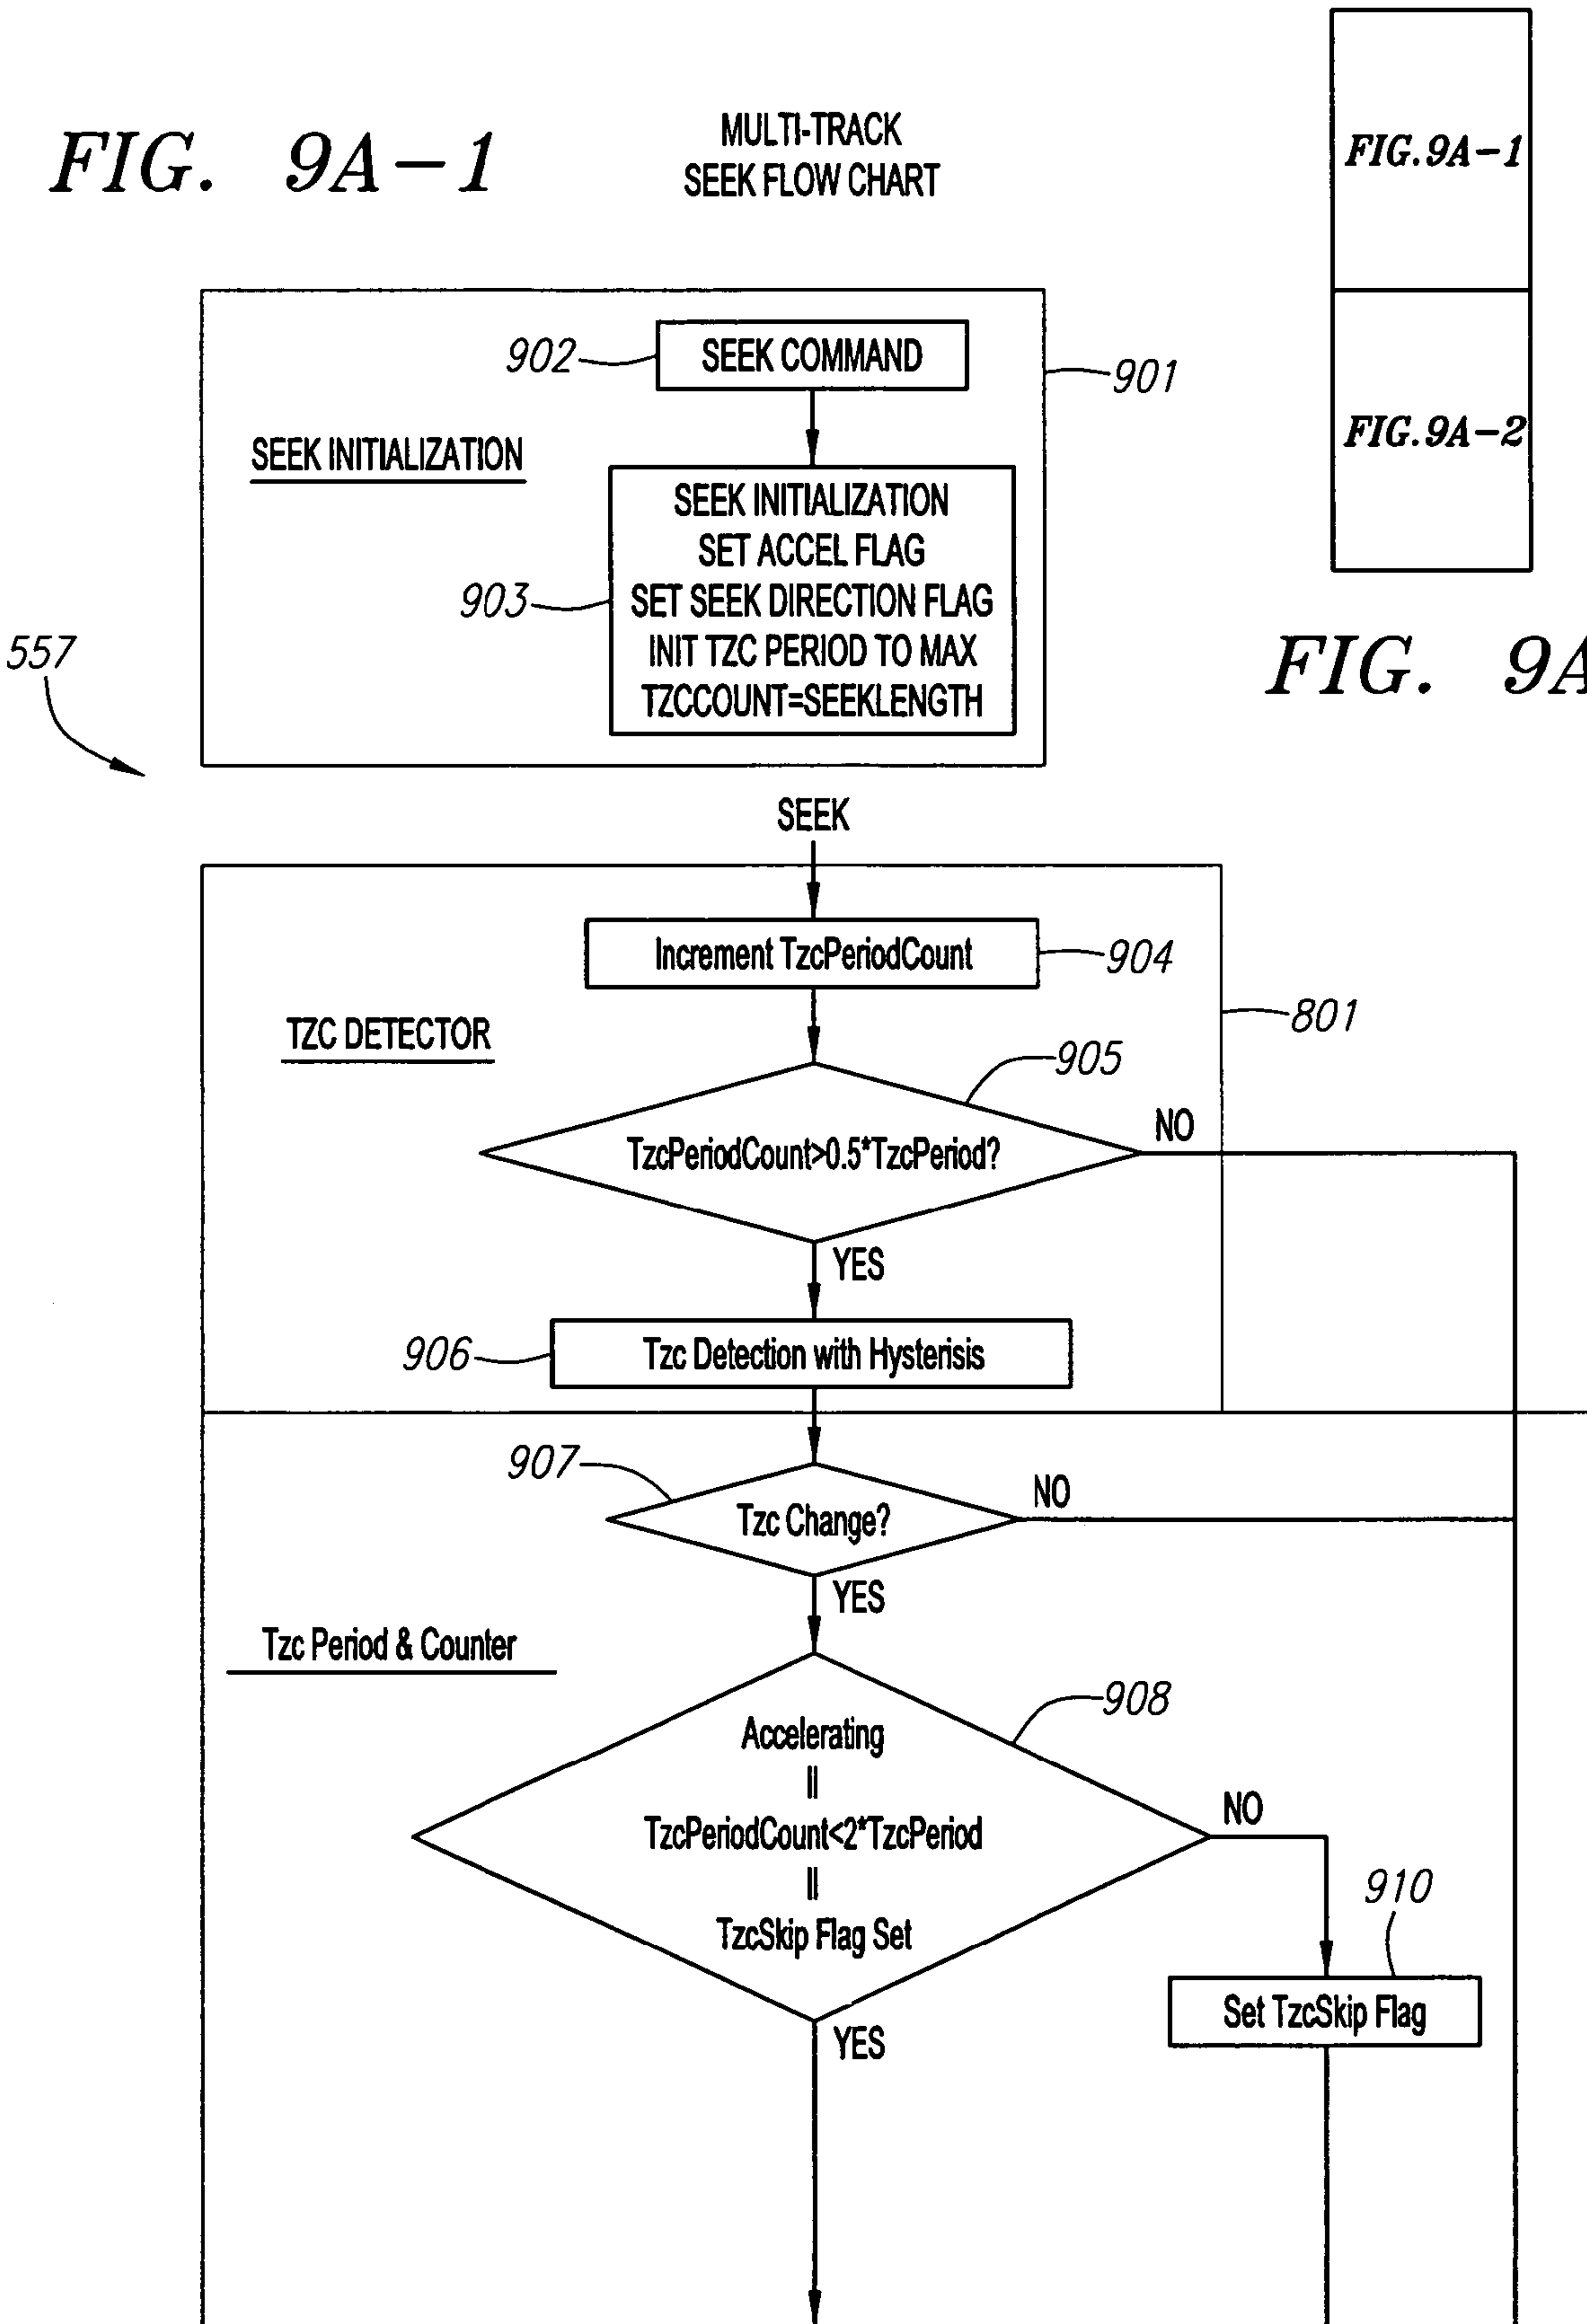 FIG. 9A-1
MULTI-TRACK
SEEK FLOW CHART
FIG.9A-1
FIG.9A-2
FIG. 9A
902
SEEK COMMAND
901
SEEK INITIALIZATION
903
SEEK INITIALIZATION
SET ACCEL FLAG
SET SEEK DIRECTION FLAG
INIT TZC PERIOD TO MAX
TZCCOUNT=SEEKLENGTH
557
SEEK
Increment TzcPeriodCount
904
TZC DETECTOR
801
905
TzcPeriodCount>0.5*TzcPeriod?
NO
YES
906
Tzc Detection with Hysterisis
907
Tzc Change?
NO
YES
Tzc Period & Counter
908
Accelerating
||
TzcPeriodCount<2*TzcPeriod
||
TzcSkip Flag Set
NO
YES
910
Set TzcSkip Flag